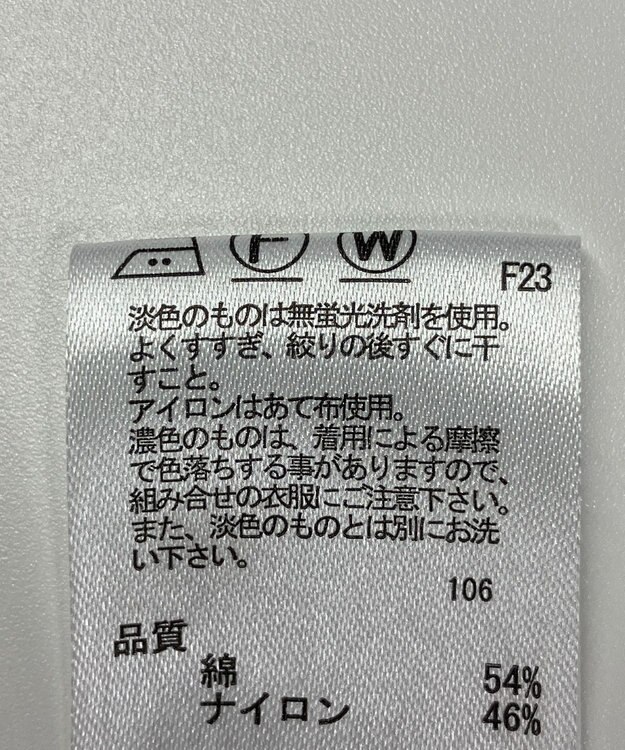 F W
F23
淡色のものは無蛍光洗剤を使用。
よくすすぎ、絞りの後すぐに干
すこと。
アイロンはあて布使用。
濃色のものは、着用による摩擦
で色落ちする事がありますので、
組み合せの衣服にご注意下さい。
また、淡色のものとは別にお洗
い下さい。
106
品質
綿 54%
ナイロン 46%